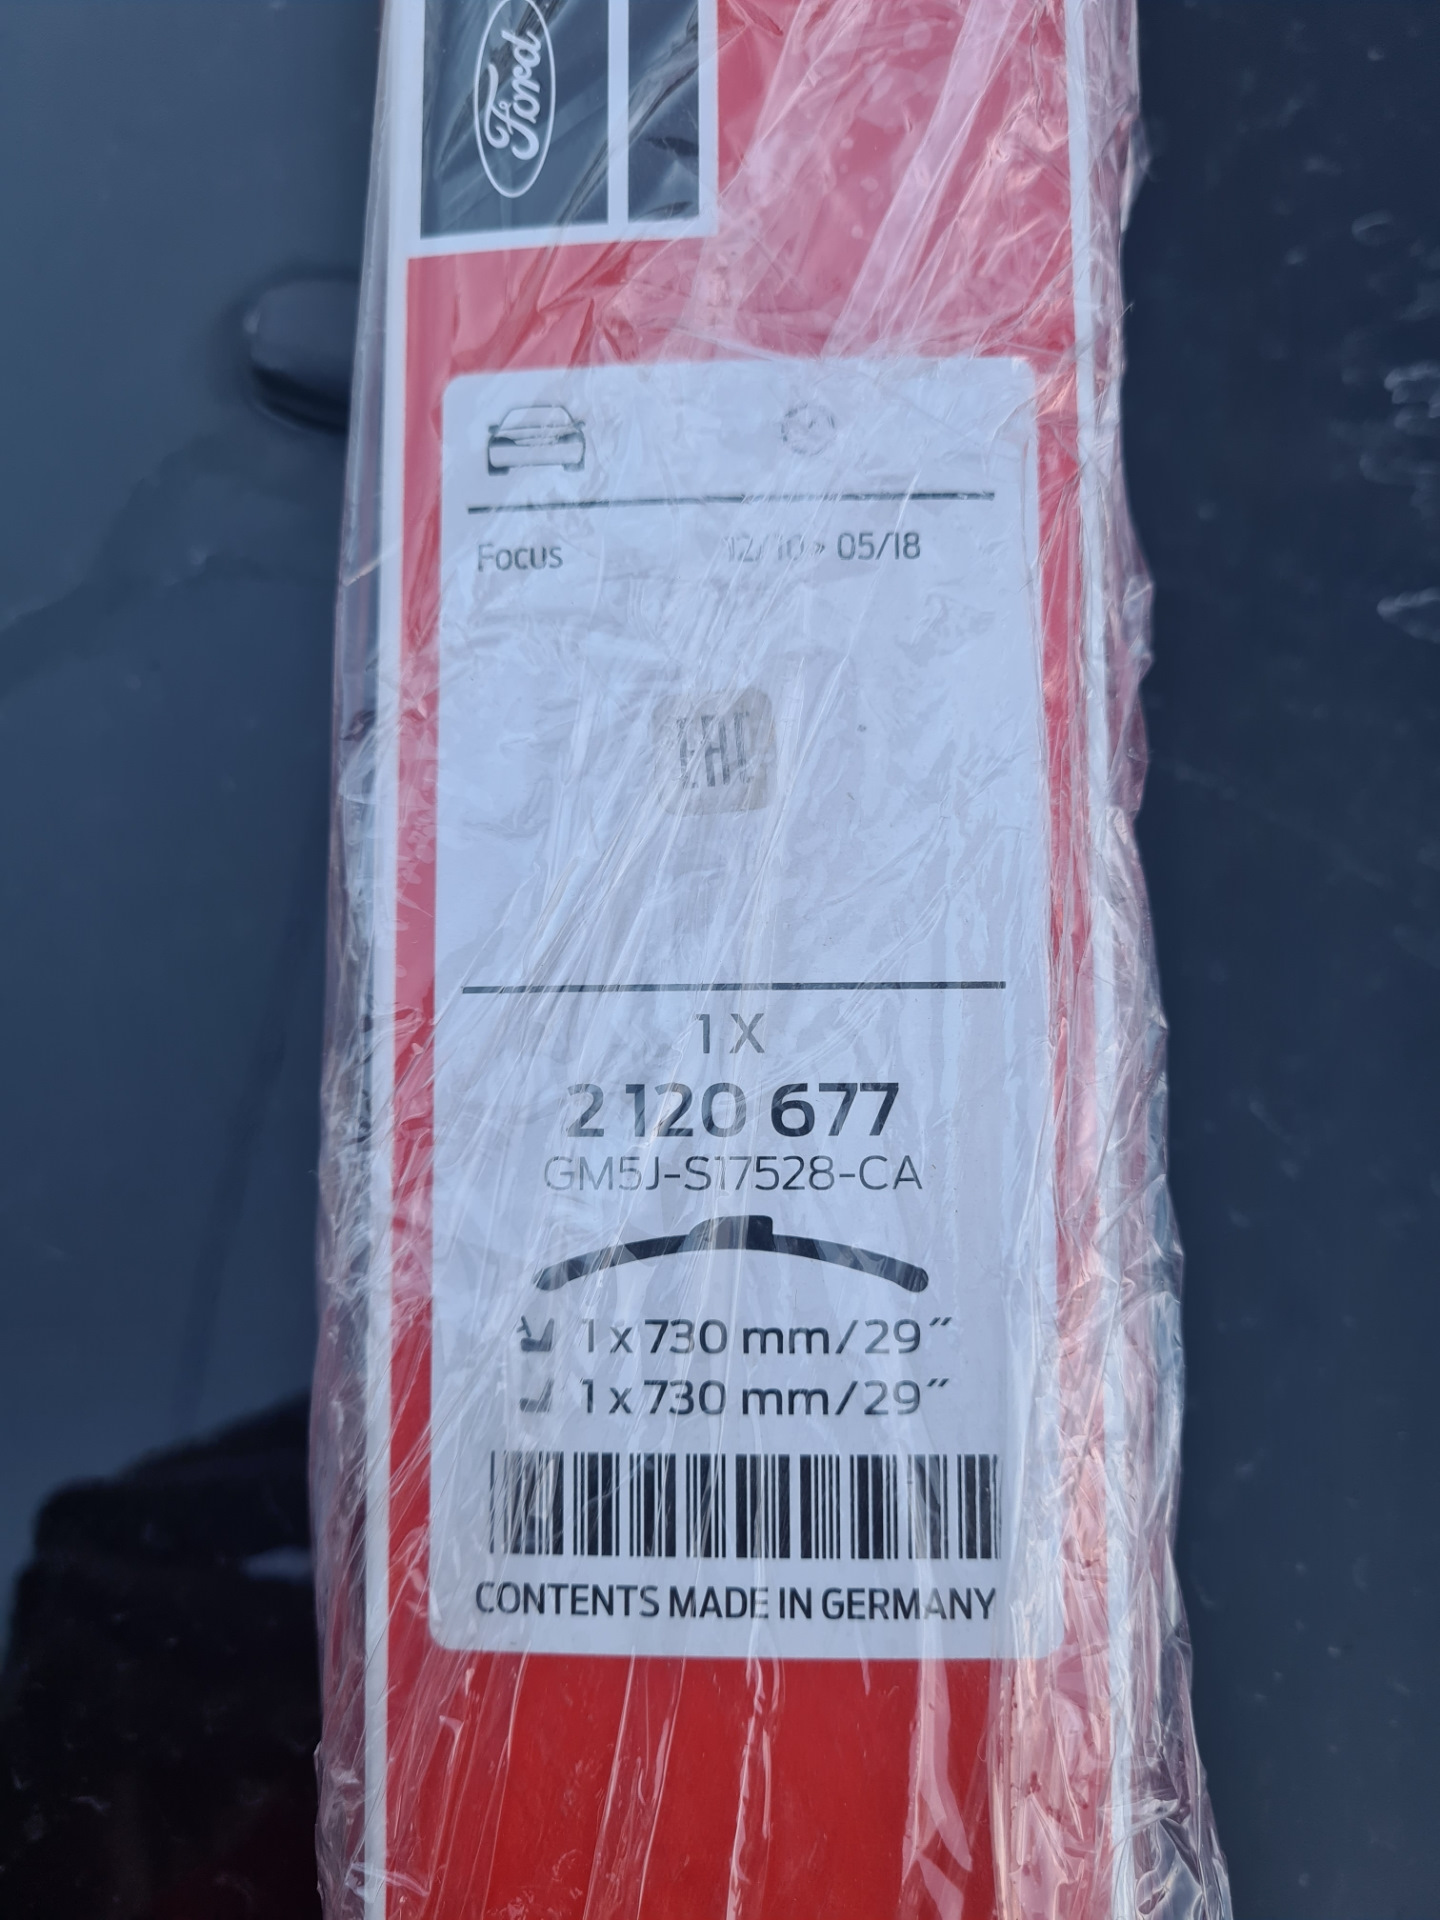 Ford
Focus 12/10 > 05/18
EAC
1 X
2 120 677
GM5J-S17528-CA
1 x 730 mm/29"
1 x 730 mm/29"
CONTENTS MADE IN GERMANY